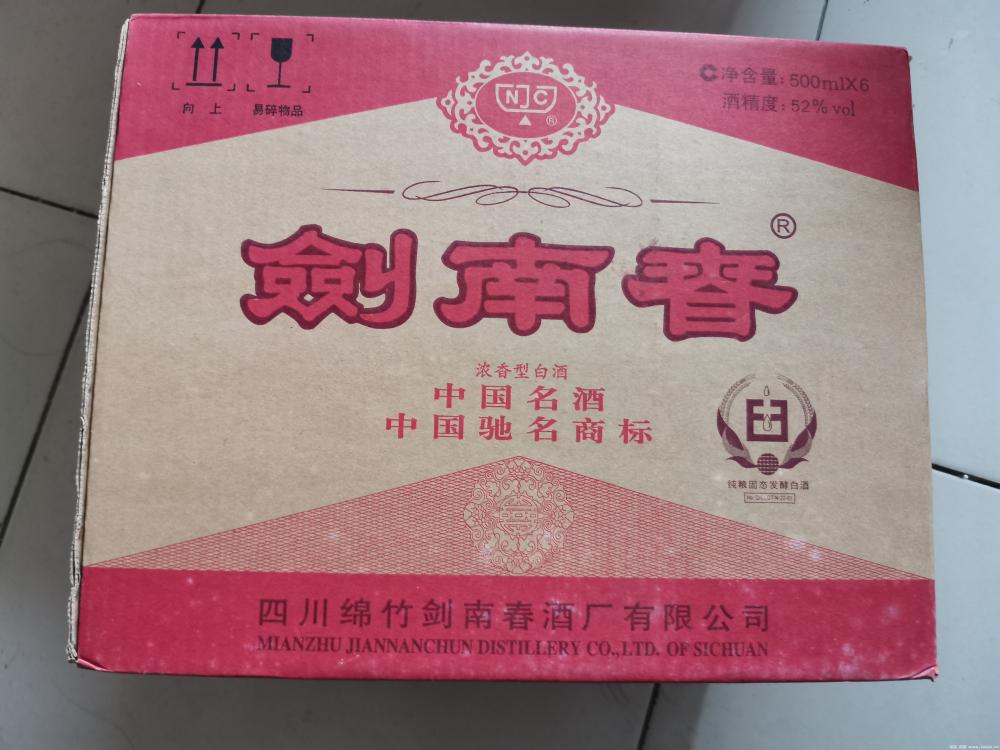 向上
易碎物品
NJC
®
C净含量: 500mlX6
酒精度: 52% vol
劍南春®
浓香型白酒
中国名酒
中国驰名商标
纯粮固态发酵白酒
四川绵竹剑南春酒厂有限公司
MIANZHU JIANNANCHUN DISTILLERY CO.,LTD. OF SICHUAN